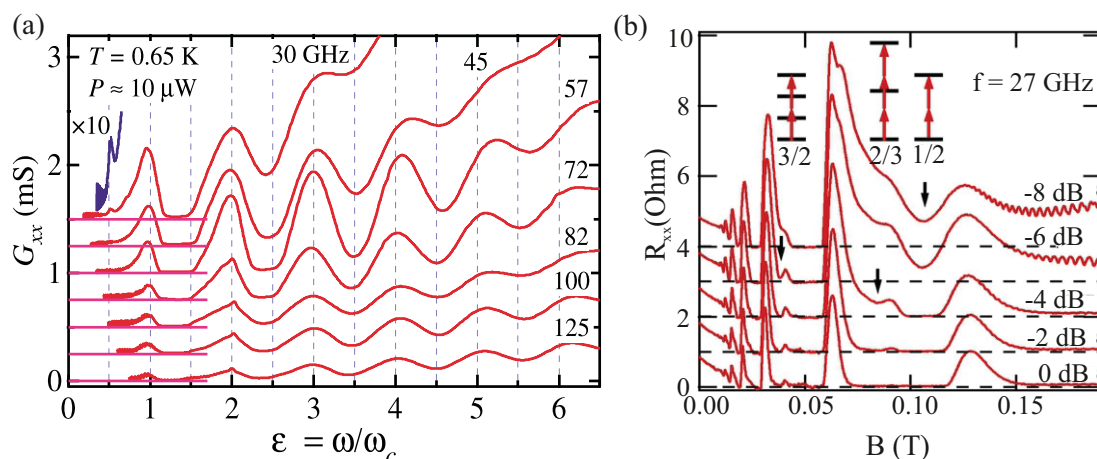 (a)
T = 0.65 K
P ≈ 10 μW
×10
30 GHz
45
57
72
82
100
125
3
2
1
0
G_xx (mS)
0 1 2 3 4 5 6
ε = ω/ω_c
(b)
10
8
6
4
2
0
R_xx(Ohm)
f = 27 GHz
3/2
2/3
1/2
-8 dB
-6 dB
-4 dB
-2 dB
0 dB
0.00 0.05 0.10 0.15
B (T)